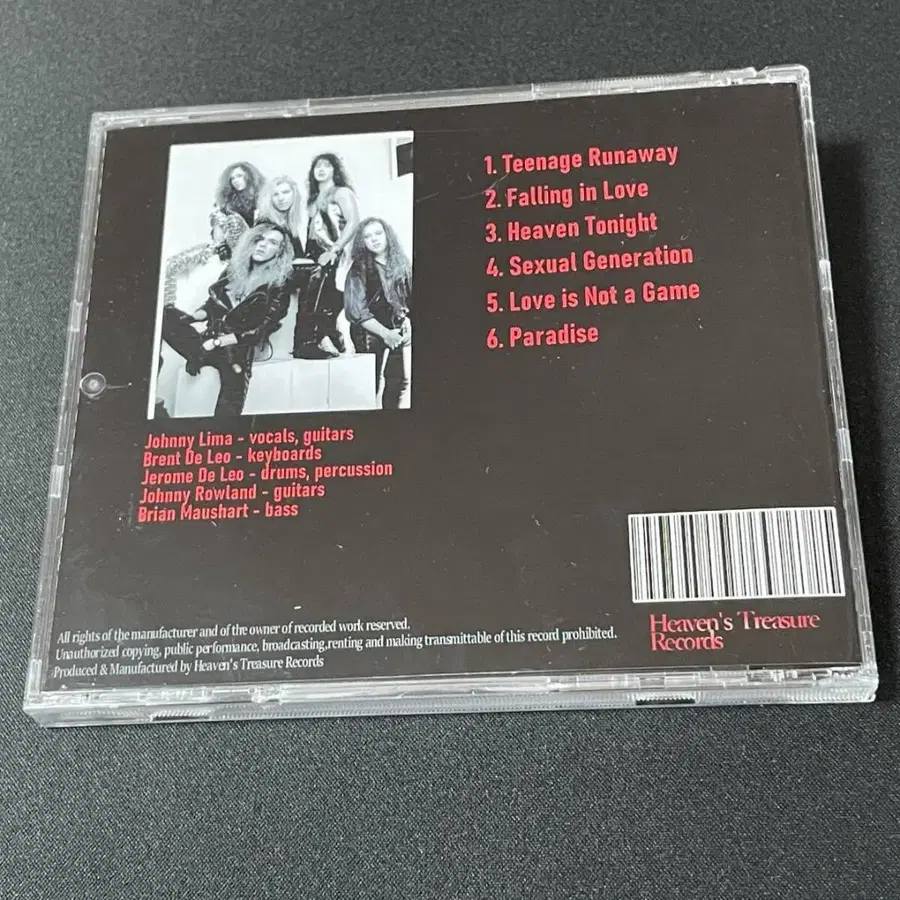 1. Teenage Runaway
2. Falling in Love
3. Heaven Tonight
4. Sexual Generation
5. Love is Not a Game
6. Paradise
Johnny Lima - vocals, guitars
Brent De Leo - keyboards
Jerome De Leo - drums, percussion
Johnny Rowland - guitars
Brian Maushart - bass
All rights of the manufacturer and of the owner of recorded work reserved.
Unauthorized copying, public performance, broadcasting,renting and making transmittable of this record prohibited.
Produced & Manufactured by Heaven's Treasure Records
Heaven's Treasure
Records